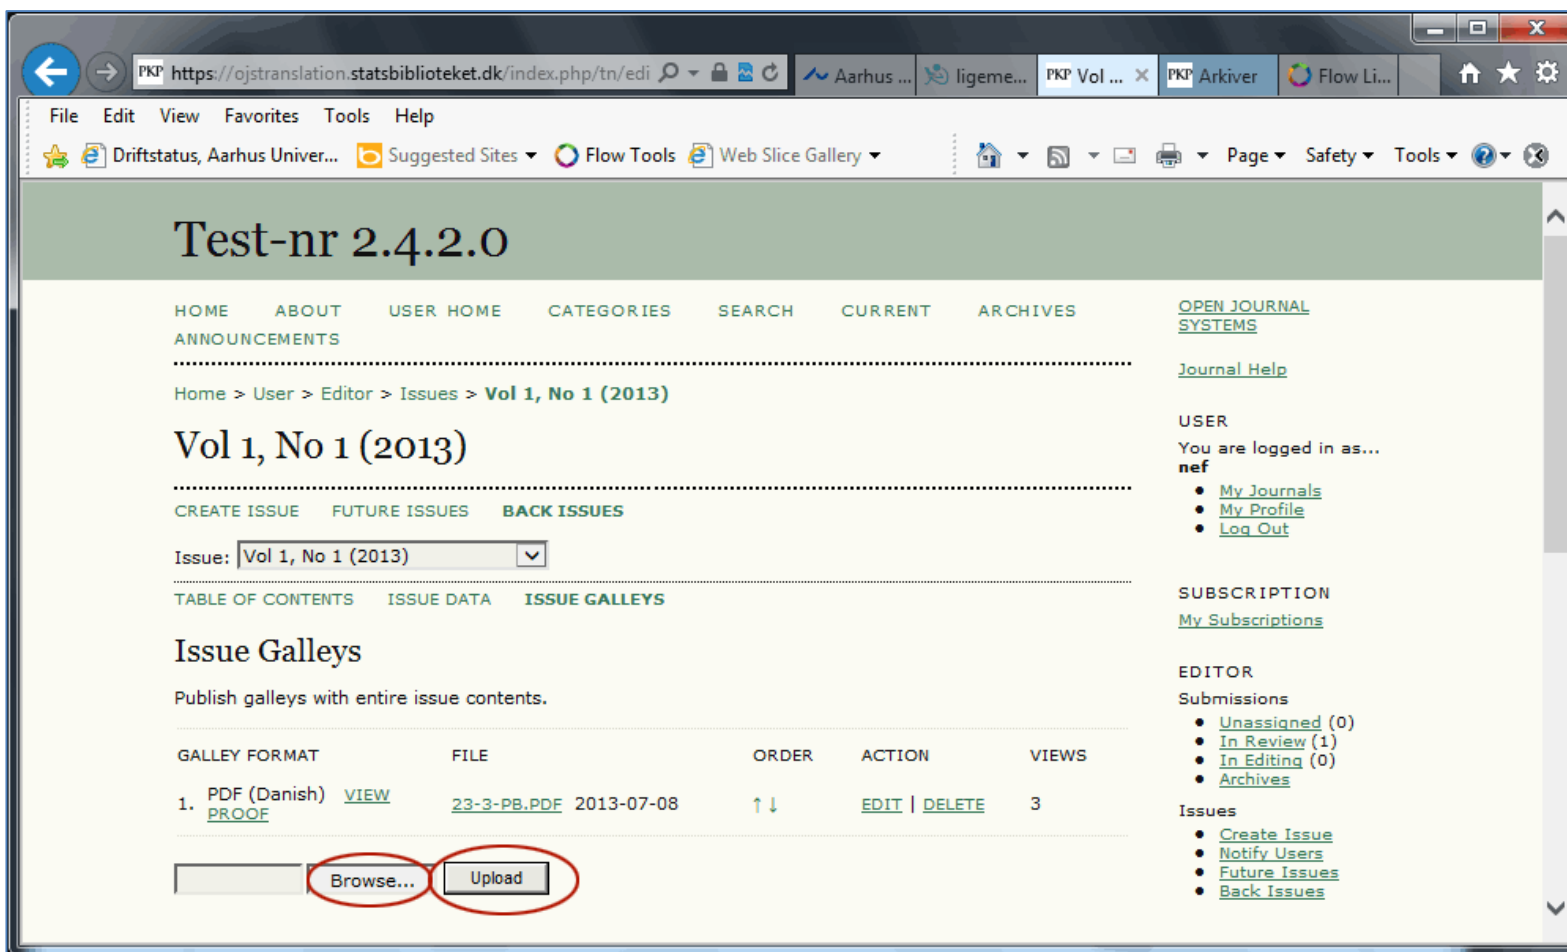 PKP https://ojstranslation.statsbiblioteket.dk/index.php/tn/edi
Aarhus ...
ligeme...
PKP Vol ...
PKP Arkiver
Flow Li...
File Edit View Favorites Tools Help
Driftstatus, Aarhus Univer... Suggested Sites Flow Tools Web Slice Gallery Page Safety Tools
Test-nr 2.4.2.0
HOME ABOUT USER HOME CATEGORIES SEARCH CURRENT ARCHIVES
ANNOUNCEMENTS
Home > User > Editor > Issues > Vol 1, No 1 (2013)
Vol 1, No 1 (2013)
CREATE ISSUE FUTURE ISSUES BACK ISSUES
Issue: Vol 1, No 1 (2013)
TABLE OF CONTENTS ISSUE DATA ISSUE GALLEYS
Issue Galleys
Publish galleys with entire issue contents.
GALLEY FORMAT FILE ORDER ACTION VIEWS
1. PDF (Danish) VIEW
PROOF
23-3-PB.PDF 2013-07-08 ↑ ↓ EDIT | DELETE 3
Browse... Upload
OPEN JOURNAL
SYSTEMS
Journal Help
USER
You are logged in as...
nef
My Journals
My Profile
Log Out
SUBSCRIPTION
My Subscriptions
EDITOR
Submissions
Unassigned (0)
In Review (1)
In Editing (0)
Archives
Issues
Create Issue
Notify Users
Future Issues
Back Issues